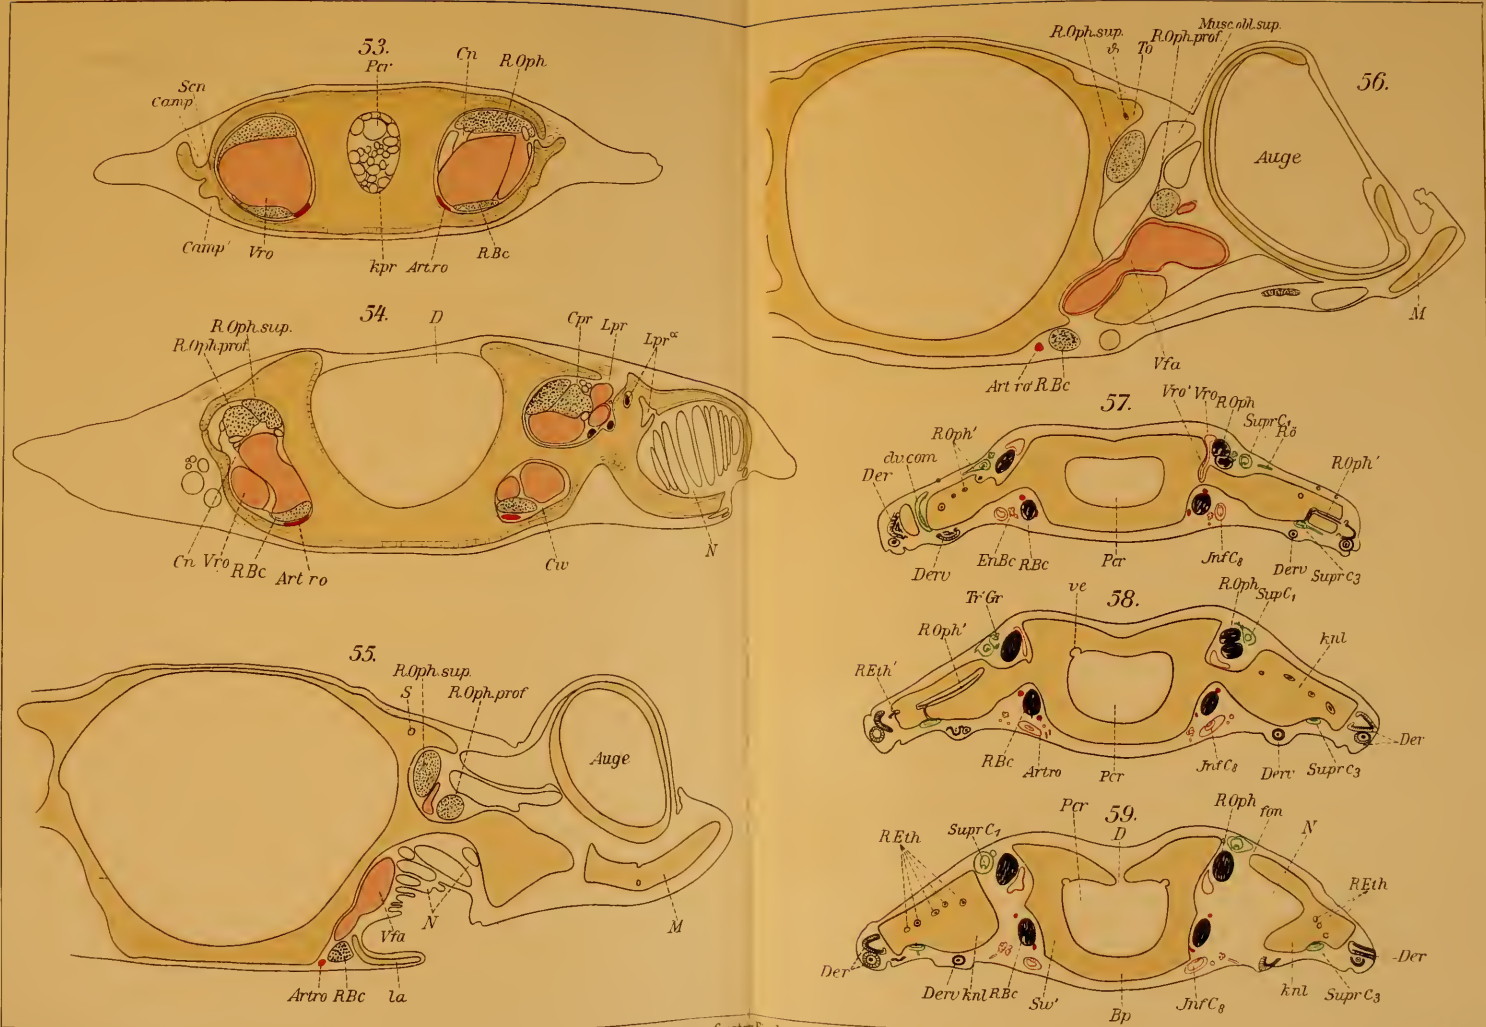 53.
Pcr
Cn
R.Oph
Scn
Camp
Camp'
Vro
kpr
Art.ro
RBc
54.
D
R.Oph.sup.
R.Oph.prof.
Cpr
Lpr
Cn
Vro
RBc
Art ro
Cw
N
55.
R.Oph.sup.
S
R.Oph.prof
Auge
N
Vfa
M
Artro
RBc
la
56.
R.Oph.sup.
To
R.Oph.prof.
Musc.obl.sup.
Auge
M
Vfa
Art ro
RBc
57.
Vro'
Vro
ROph
SuprC1
Rö
ROph'
dv.com
Der
ROph'
Derv
EnBc
RBc
Pcr
JnfC8
Derv
SuprC3
58.
Tr Gr
ve
ROph
SupC1
ROph'
knl
REth'
Der
RBc
Artro
Pcr
JnfC8
Derv
SuprC3
59.
Pcr
D
ROph
fon
N
SuprC1
REth
REth
Der
Der
Derv
knl
RBc
Sw'
Bp
JnfC8
knl
SuprC3